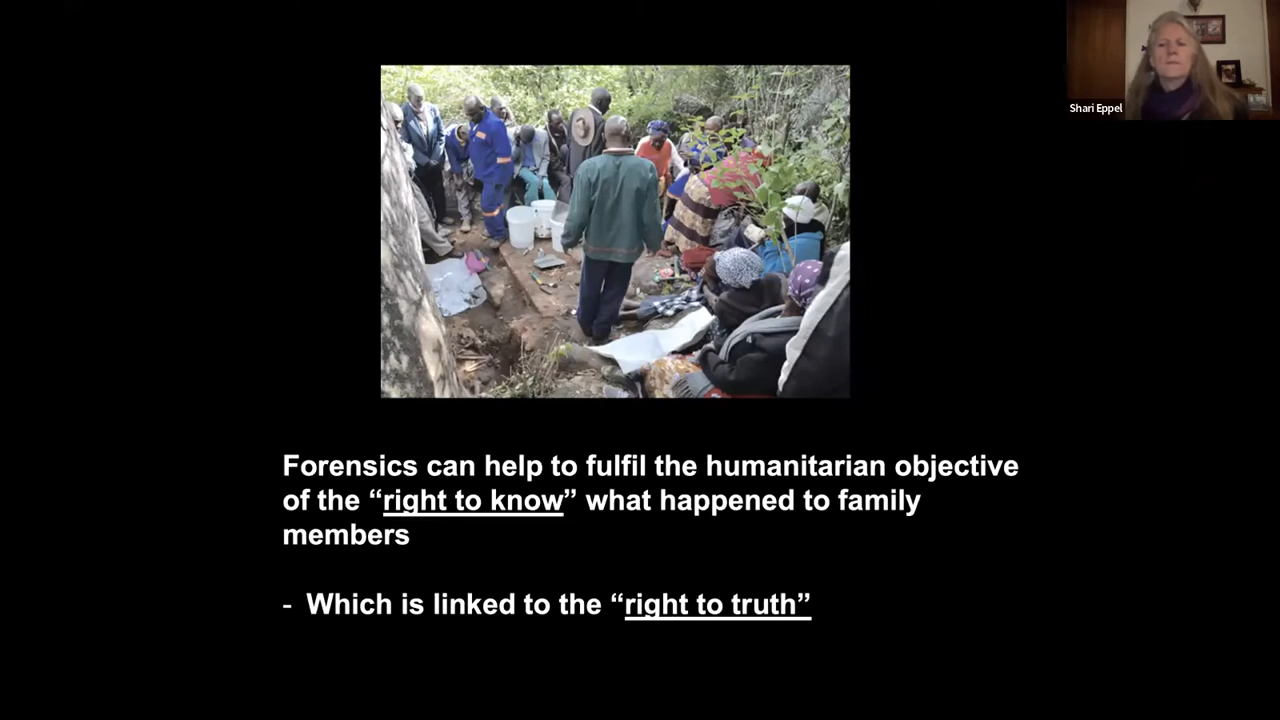 Shari Eppel
Forensics can help to fulfil the humanitarian objective
of the “right to know” what happened to family
members
- Which is linked to the “right to truth”